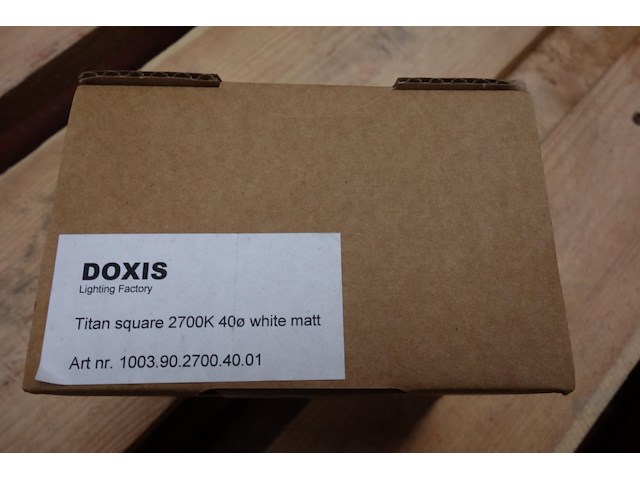 DOXIS
Lighting Factory
Titan square 2700K 40ø white matt
Art nr. 1003.90.2700.40.01